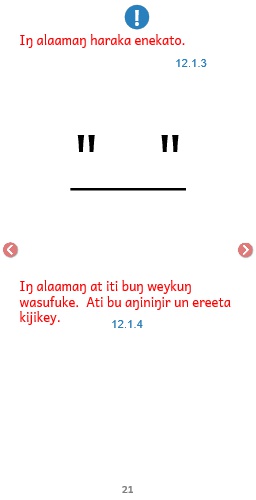 !
Iŋ alaamaŋ haraka enekato.
12.1.3
" "
Iŋ alaamaŋ at iti buŋ weykuŋ
wasufuke. Ati bu aŋiniŋir un ereeta
kijikey.
12.1.4
21